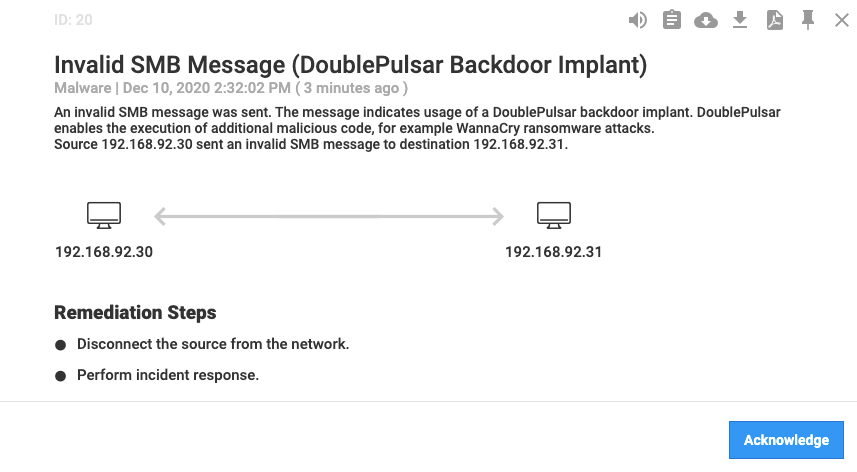 ID: 20
Invalid SMB Message (DoublePulsar Backdoor Implant)
Malware | Dec 10, 2020 2:32:02 PM ( 3 minutes ago )
An invalid SMB message was sent. The message indicates usage of a DoublePulsar backdoor implant. DoublePulsar
enables the execution of additional malicious code, for example WannaCry ransomware attacks.
Source 192.168.92.30 sent an invalid SMB message to destination 192.168.92.31.
192.168.92.30
192.168.92.31
Remediation Steps
● Disconnect the source from the network.
● Perform incident response.
Acknowledge